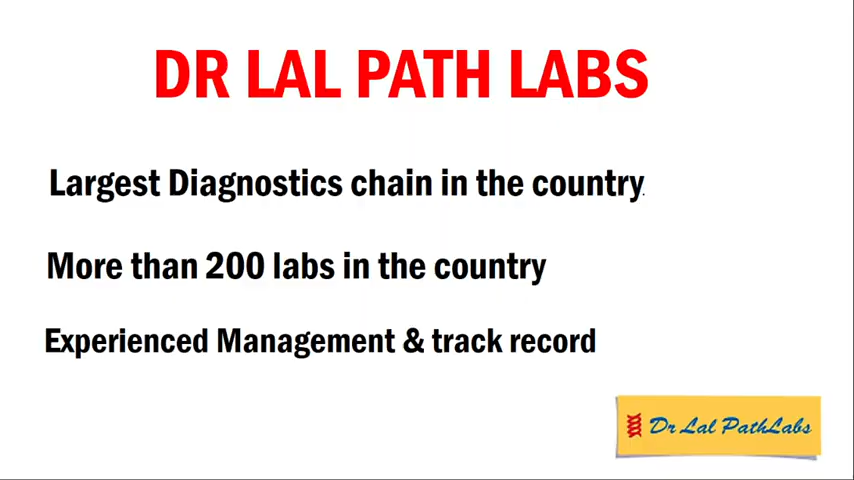 DR LAL PATH LABS
Largest Diagnostics chain in the country.
More than 200 labs in the country
Experienced Management & track record
Dr Lal PathLabs